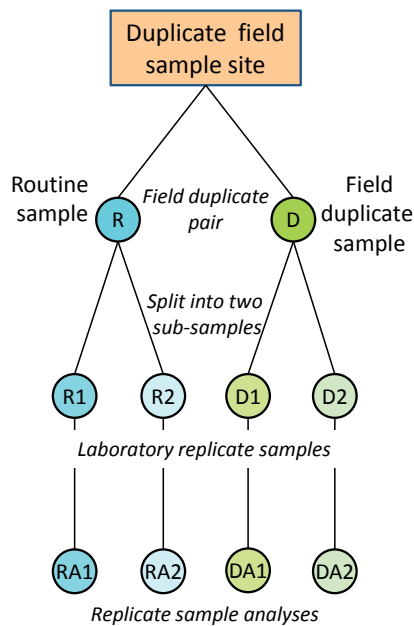 Duplicate field
sample site
Routine
sample
R
Field duplicate
pair
D
Field
duplicate
sample
Split into two
sub-samples
R1
R2
D1
D2
Laboratory replicate samples
RA1
RA2
DA1
DA2
Replicate sample analyses